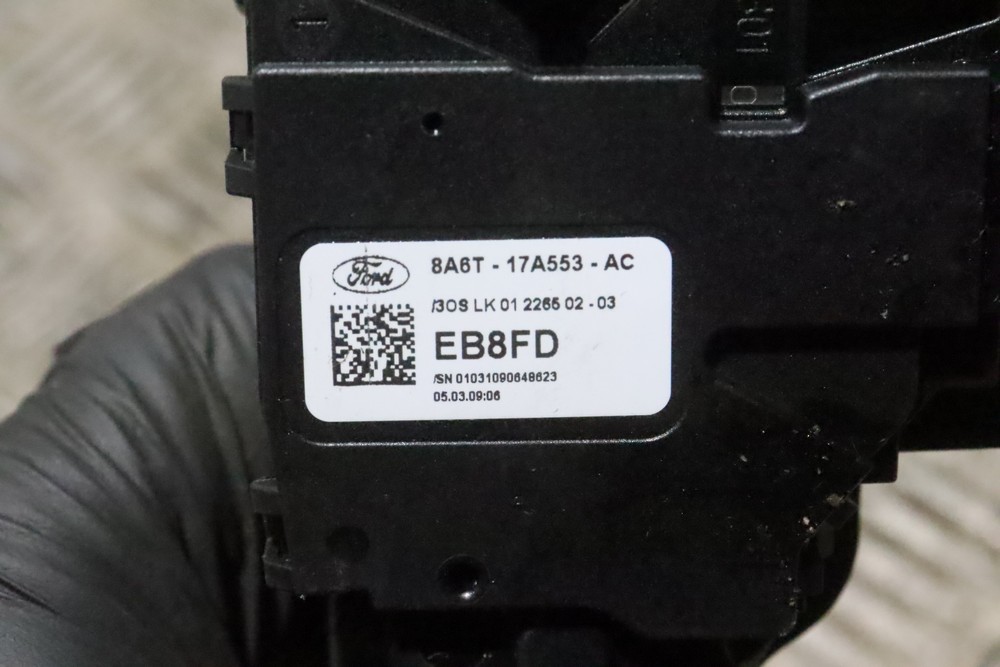 Ford
8A6T - 17A553 - AC
/3OS LK 01 2265 02 - 03
EB8FD
/SN 01031090648623
05.03.09:06